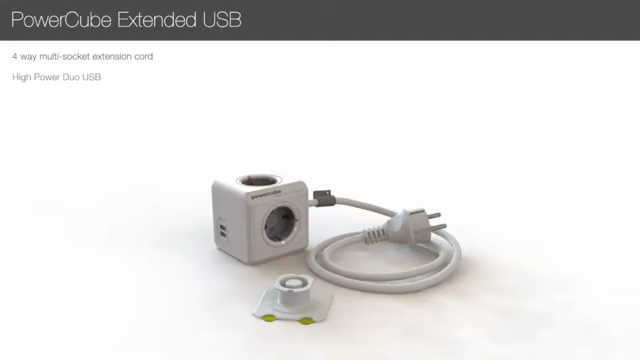 PowerCube Extended USB
4 way multi-socket extension cord
High Power Duo USB
powercube